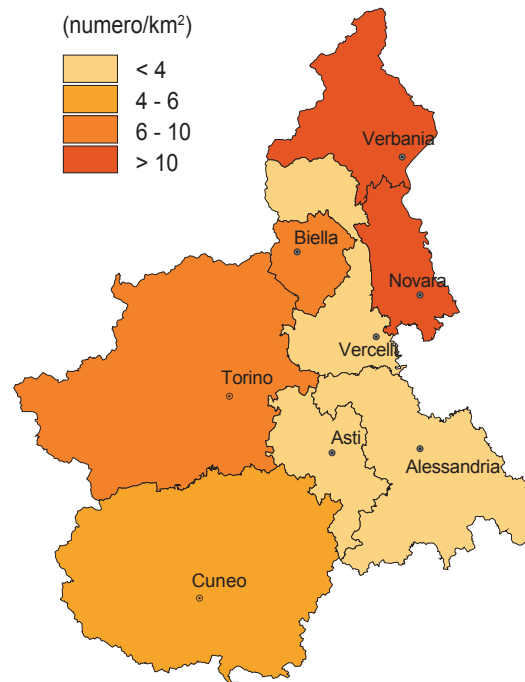 (numero/km²)
< 4
4 - 6
6 - 10
> 10
Verbania
Biella
Novara
Vercelli
Torino
Asti
Alessandria
Cuneo